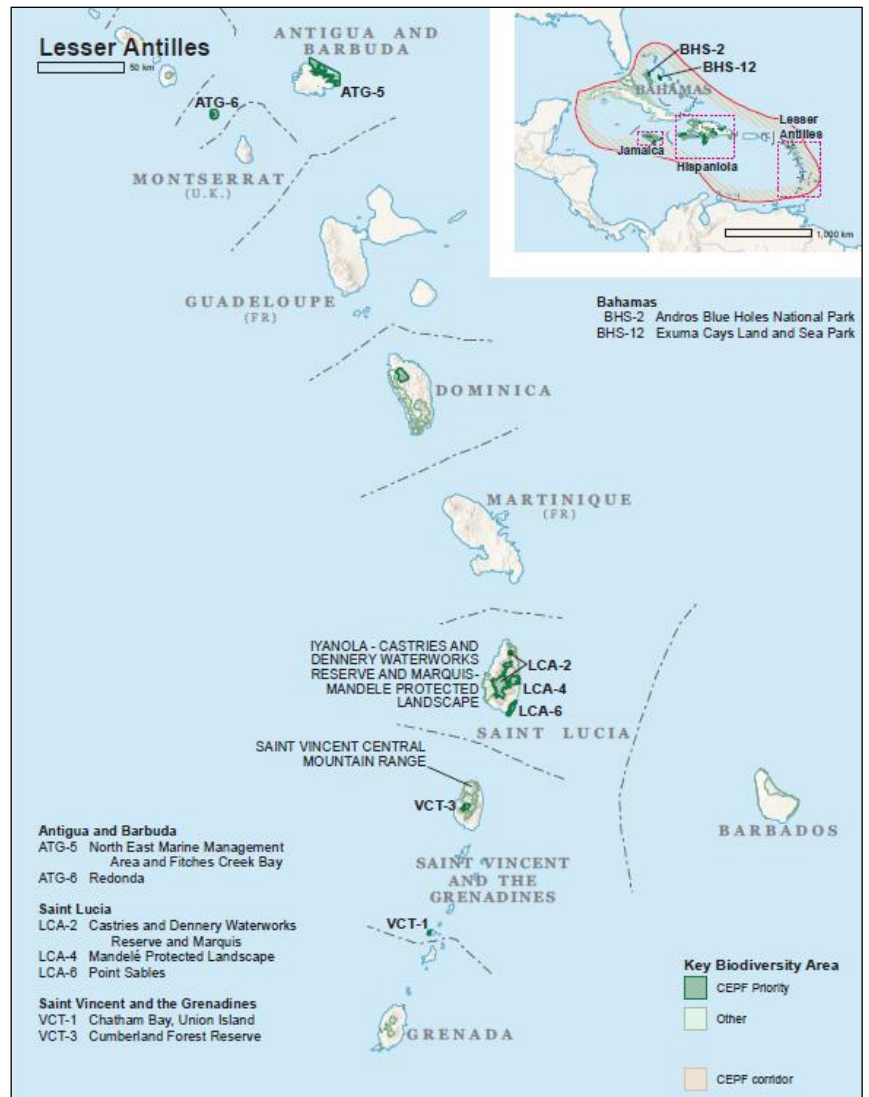 Lesser Antilles
50 km
ANTIGUA AND
BARBUDA
ATG-5
ATG-6
MONTSERRAT
(U.K.)
GUADELOUPE
(FR)
DOMINICA
MARTINIQUE
(FR)
IYANOLA - CASTRIES AND
DENNERY WATERWORKS
RESERVE AND MARQUIS-
MANDELE PROTECTED
LANDSCAPE
LCA-2
LCA-4
LCA-6
SAINT LUCIA
SAINT VINCENT CENTRAL
MOUNTAIN RANGE
VCT-3
BARBADOS
SAINT VINCENT
AND THE
GRENADINES
VCT-1
GRENADA
BHS-2
BHS-12
BAHAMAS
Lesser
Antilles
Jamaica
Hispaniola
1,000 km
Bahamas
BHS-2 Andros Blue Holes National Park
BHS-12 Exuma Cays Land and Sea Park
Antigua and Barbuda
ATG-5 North East Marine Management
Area and Fitches Creek Bay
ATG-6 Redonda
Saint Lucia
LCA-2 Castries and Dennery Waterworks
Reserve and Marquis
LCA-4 Mandelé Protected Landscape
LCA-6 Point Sables
Saint Vincent and the Grenadines
VCT-1 Chatham Bay, Union Island
VCT-3 Cumberland Forest Reserve
Key Biodiversity Area
CEPF Priority
Other
CEPF corridor